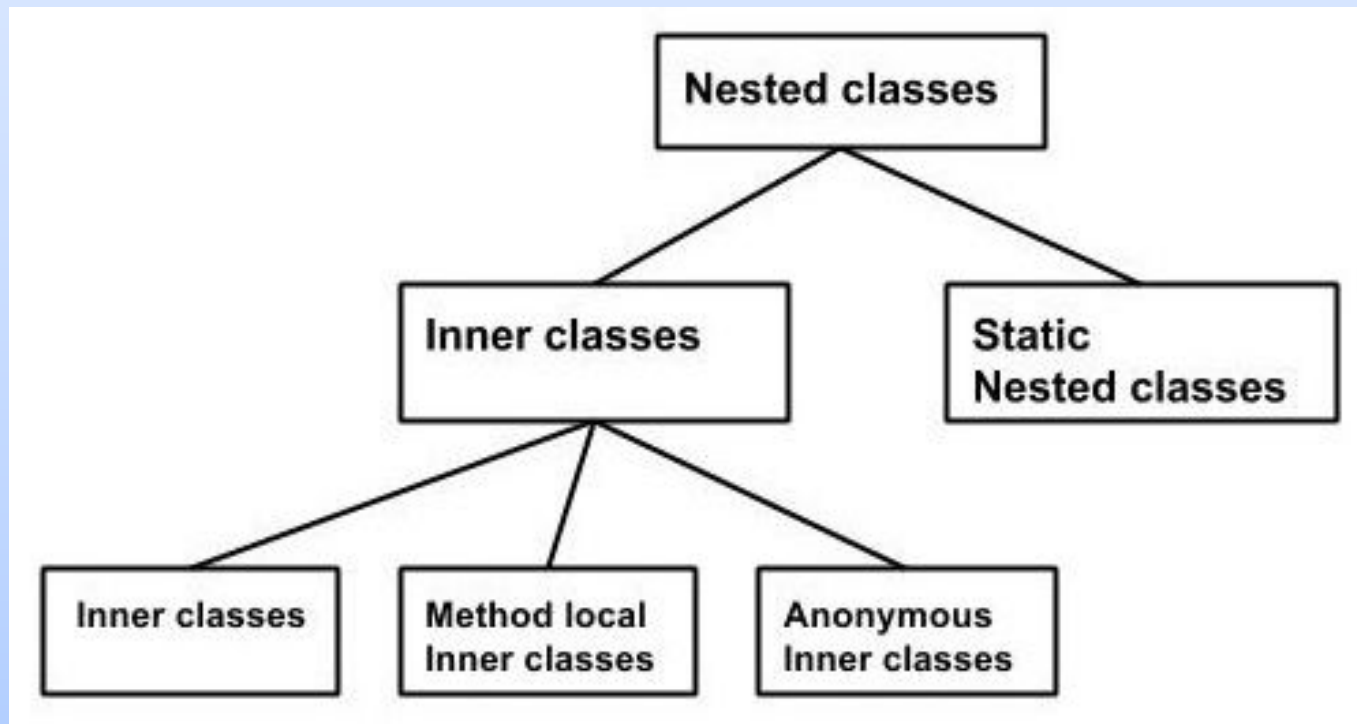 Nested classes
Inner classes
Static
Nested classes
Inner classes
Method local
Inner classes
Anonymous
Inner classes